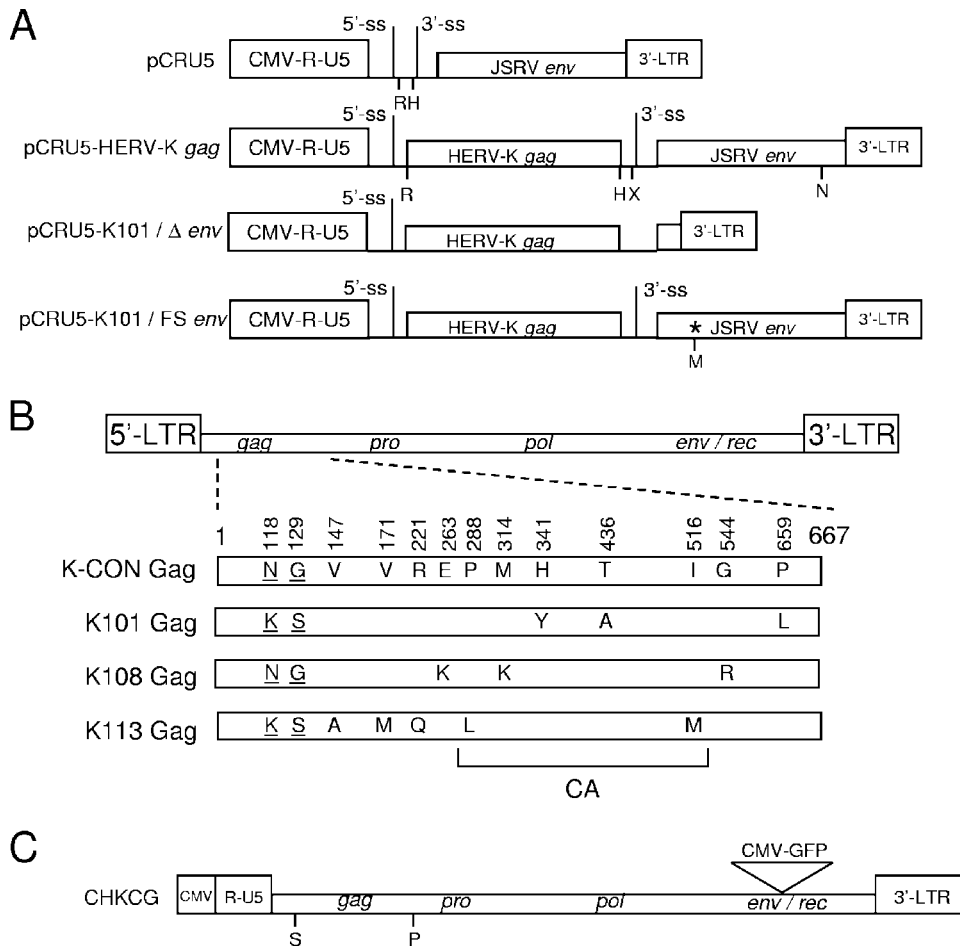 A
5’-ss 3’-ss
pCRU5 CMV-R-U5 JSRV env 3’-LTR
RH
5’-ss 3’-ss
pCRU5-HERV-K gag CMV-R-U5 HERV-K gag JSRV env 3’-LTR
R HX N
5’-ss
pCRU5-K101 / Δ env CMV-R-U5 HERV-K gag 3’-LTR
5’-ss 3’-ss
pCRU5-K101 / FS env CMV-R-U5 HERV-K gag * JSRV env 3’-LTR
M
B
5’-LTR gag pro pol env / rec 3’-LTR
1 118 129 147 171 221 263 288 314 341 436 516 544 659 667
K-CON Gag N G V V R E P M H T I G P
K101 Gag K S Y A L
K108 Gag N G K K R
K113 Gag K S A M Q L M
CA
C
CMV-GFP
CHKCG CMV R-U5 gag pro pol env / rec 3’-LTR
S P